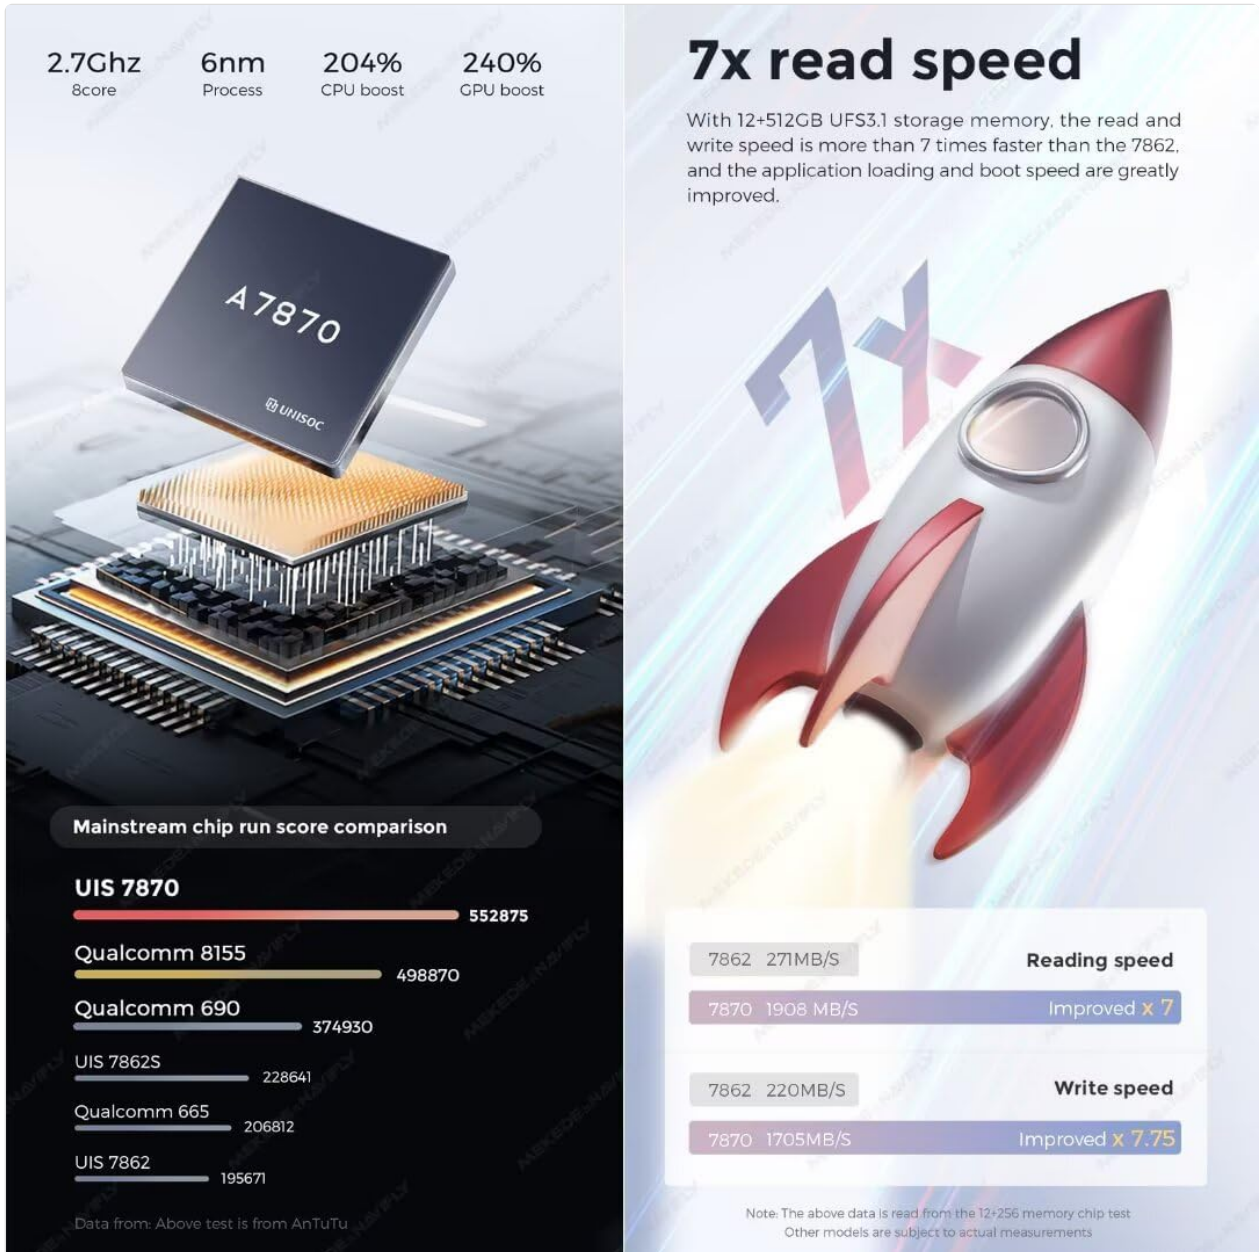 2.7Ghz
8core
6nm
Process
204%
CPU boost
240%
GPU boost
A7870
UNISOC
Mainstream chip run score comparison
UIS 7870
552875
Qualcomm 8155
498870
Qualcomm 690
374930
UIS 7862S
228641
Qualcomm 665
206812
UIS 7862
195671
Data from: Above test is from AnTuTu
7x read speed
With 12+512GB UFS3.1 storage memory, the read and
write speed is more than 7 times faster than the 7862,
and the application loading and boot speed are greatly
improved.
7x
7862 271MB/S
Reading speed
7870 1908 MB/S
Improved x 7
7862 220MB/S
Write speed
7870 1705MB/S
Improved x 7.75
Note: The above data is read from the 12+256 memory chip test
Other models are subject to actual measurements